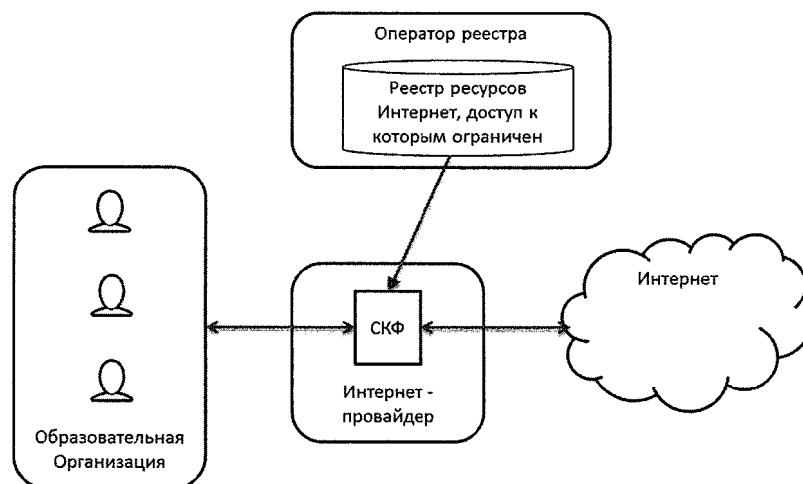 Оператор реестра
Реестр ресурсов
Интернет, доступ к
которым ограничен
Интернет
СКФ
Интернет -
провайдер
Образовательная
Организация